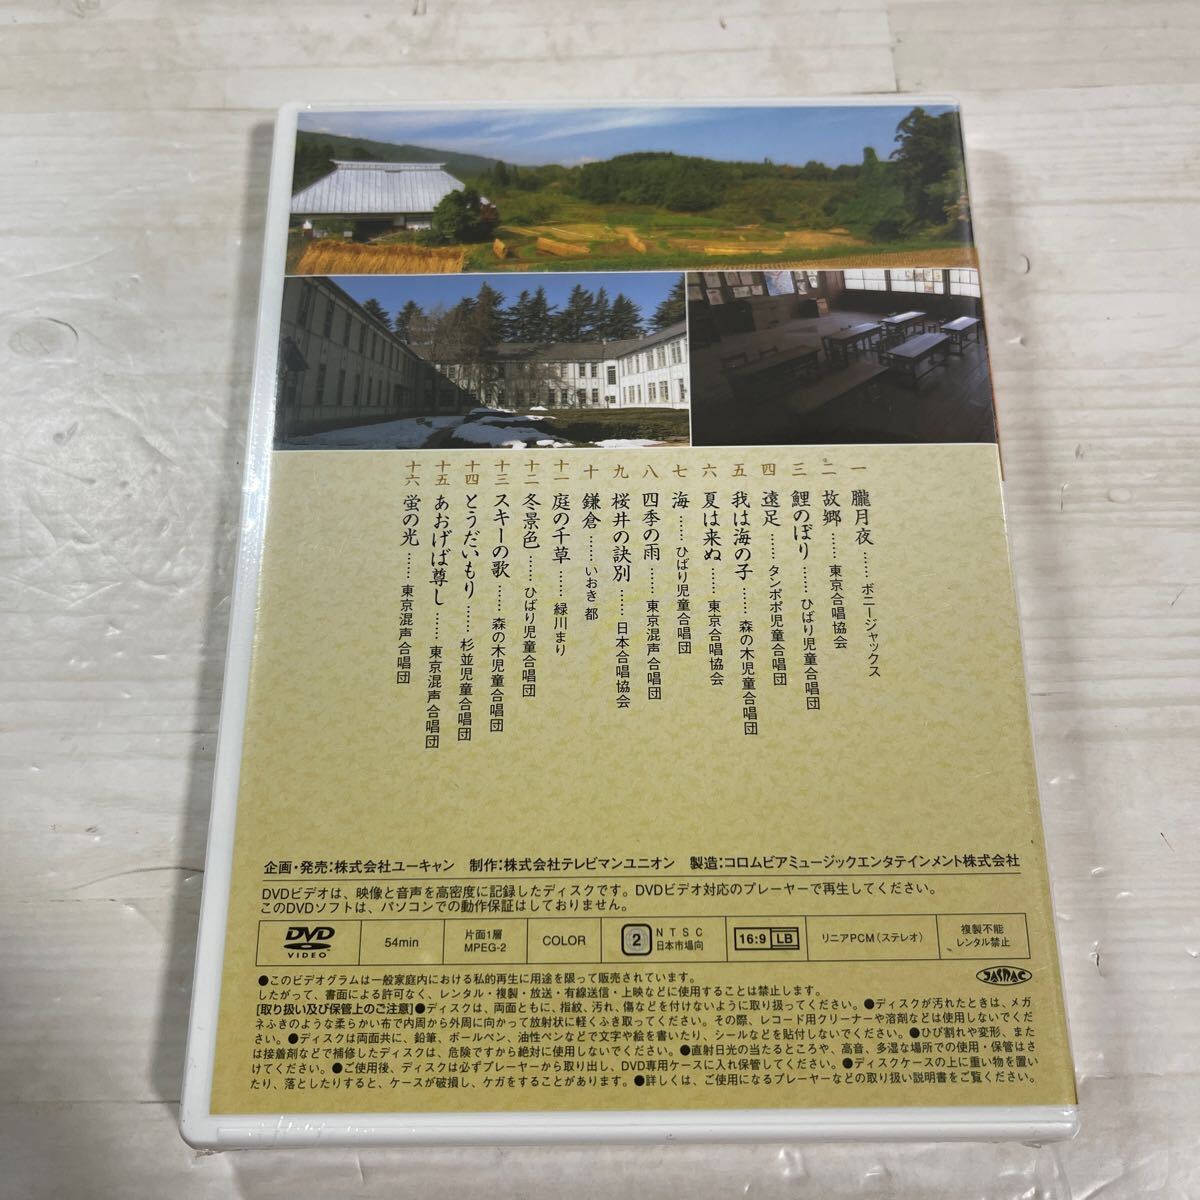 一 朧月夜……ボニージャックス
二 故郷……東京合唱協会
三 鯉のぼり……ひばり児童合唱団
四 遠足……タンポポ児童合唱団
五 我は海の子……森の木児童合唱団
六 夏は来ぬ……東京合唱協会
七 海……ひばり児童合唱団
八 四季の雨……東京混声合唱団
九 桜井の訣別……日本合唱協会
十 鎌倉……いおき 都
十一 庭の千草……緑川まり
十二 冬景色……ひばり児童合唱団
十三 スキーの歌……森の木児童合唱団
十四 とうだいもり……杉並児童合唱団
十五 あおげば尊し……東京混声合唱団
十六 蛍の光……東京混声合唱団
企画・発売:株式会社ユーキャン 制作:株式会社テレビマンユニオン 製造:コロムビアミュージックエンタテインメント株式会社
DVDビデオは、映像と音声を高密度に記録したディスクです。DVDビデオ対応のプレーヤーで再生してください。
このDVDソフトは、パソコンでの動作保証はしておりません。
DVD
VIDEO
54min
片面1層
MPEG-2
COLOR
2
NTSC
日本市場向
16:9 LB
リニアPCM(ステレオ)
複製不能
レンタル禁止
JASRAC
●このビデオグラムは一般家庭内における私的再生に用途を限って販売されています。
したがって、書面による許可なく、レンタル・複製・放送・有線送信・上映などに使用することは禁止します。
[取り扱い及び保管上のご注意]●ディスクは、両面ともに、指紋、汚れ、傷などを付けないように取り扱ってください。●ディスクが汚れたときは、メガ
ネふきのような柔らかい布で内周から外周に向かって放射状に軽くふき取ってください。その際、レコード用クリーナーや溶剤などは使用しないでくだ
さい。●ディスクは両面共に、鉛筆、ボールペン、油性ペンなどで文字や絵を書いたり、シールなどを貼付しないでください。●ひび割れや変形、また
は接着剤などで補修したディスクは、危険ですから絶対に使用しないでください。●直射日光の当たるところや、高音、多湿な場所での使用・保管はさ
けてください。●ご使用後、ディスクは必ずプレーヤーから取り出し、DVD専用ケースに入れ保管してください。●ディスクケースの上に重い物を置い
たり、落としたりすると、ケースが破損し、ケガをすることがあります。●詳しくは、ご使用になるプレーヤーなどの取り扱い説明書をご覧ください。